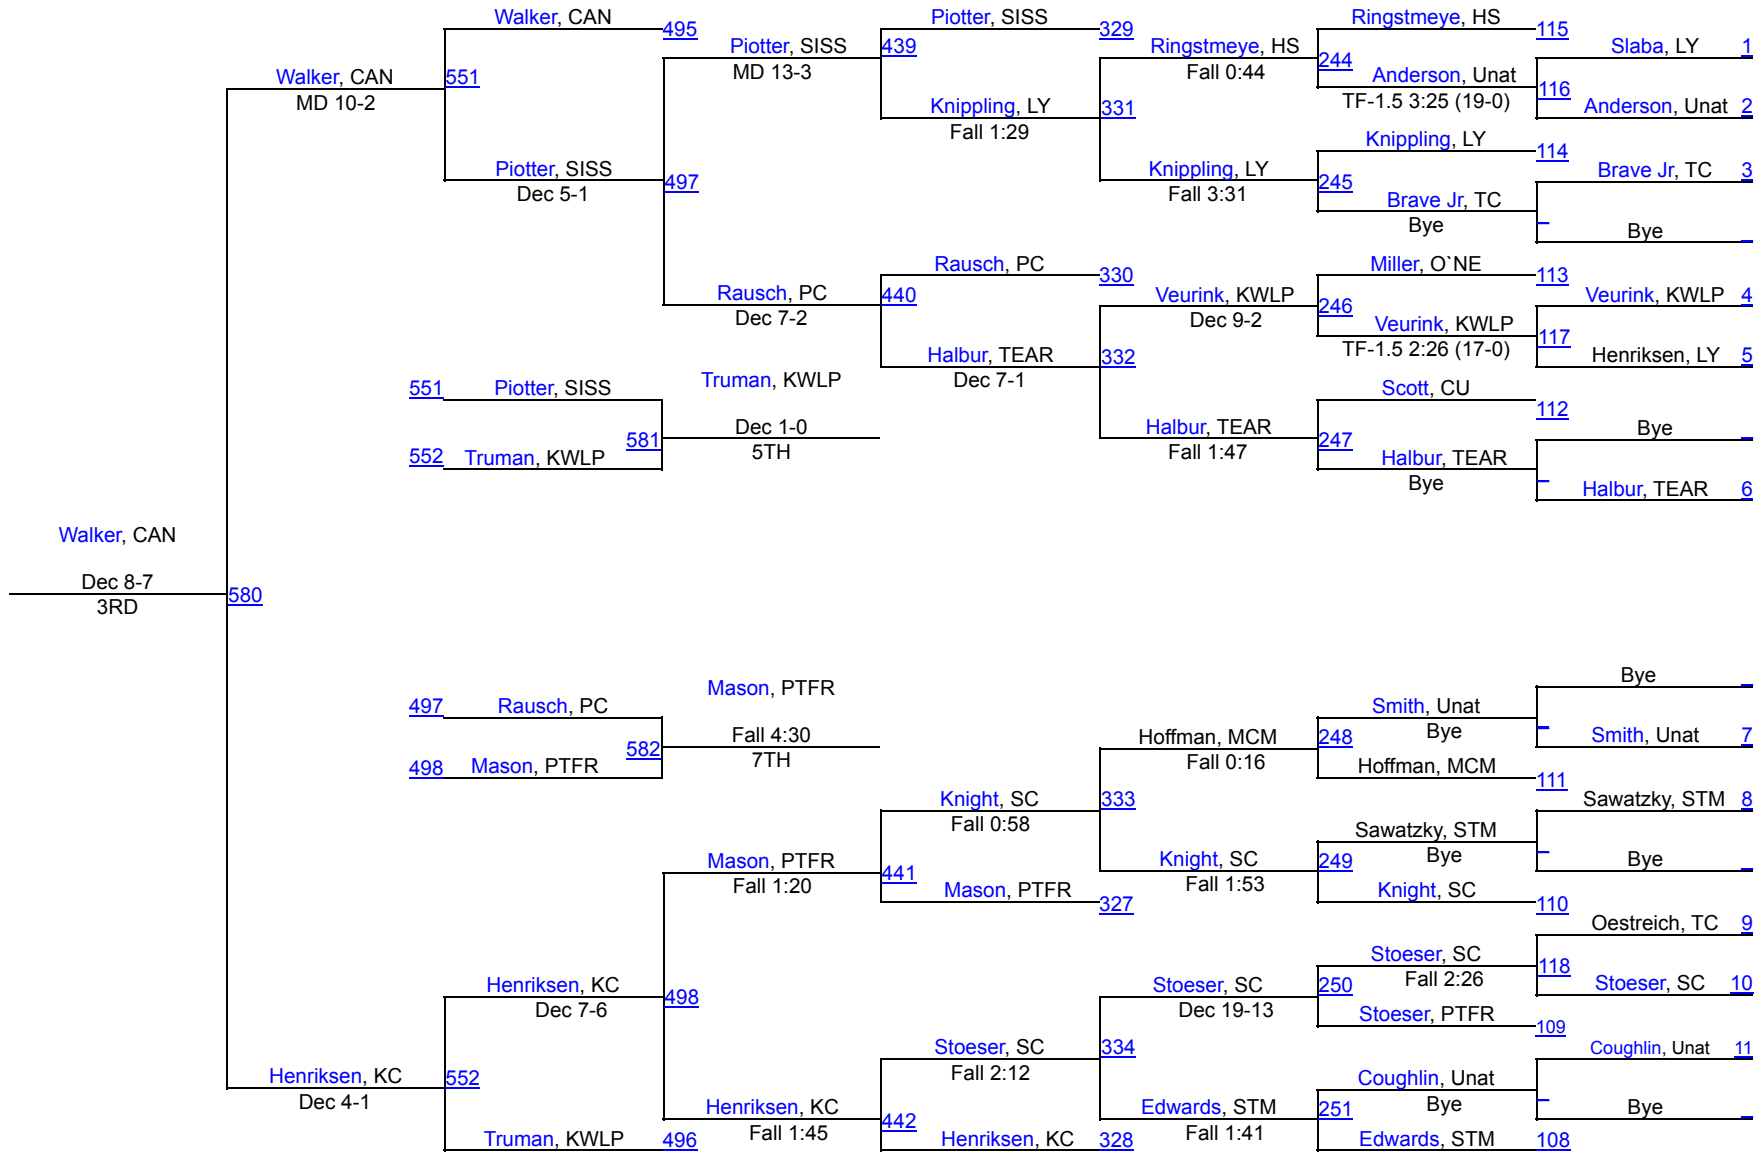 Walker, CAN
495
Piotter, SISS
329
Ringstmeye, HS
115
Slaba, LY 1
Piotter, SISS
439
MD 13-3
Ringstmeye, HS
244
Fall 0:44
Anderson, Unat
116
TF-1.5 3:25 (19-0)
Anderson, Unat 2
Walker, CAN
551
MD 10-2
Knippling, LY
331
Fall 1:29
Knippling, LY
114
Brave Jr, TC 3
Piotter, SISS
497
Dec 5-1
Knippling, LY
245
Fall 3:31
Brave Jr, TC
Bye
Bye
Rausch, PC
330
Miller, O`NE
113
Veurink, KWLP 4
Rausch, PC
440
Dec 7-2
Veurink, KWLP
246
Dec 9-2
Veurink, KWLP
117
TF-1.5 2:26 (17-0)
Henriksen, LY 5
Halbur, TEAR
332
Dec 7-1
551 Piotter, SISS
Truman, KWLP
581
Dec 1-0
5TH
552 Truman, KWLP
Scott, CU
112
Bye
Halbur, TEAR
247
Fall 1:47
Halbur, TEAR
Bye
Halbur, TEAR 6
Walker, CAN
Dec 8-7
580
3RD
Bye
497 Rausch, PC
Mason, PTFR
582
Fall 4:30
7TH
498 Mason, PTFR
Smith, Unat
Bye
Smith, Unat 7
Hoffman, MCM
248
Fall 0:16
Hoffman, MCM
111
Knight, SC
333
Fall 0:58
Sawatzky, STM 8
Sawatzky, STM
Bye
Bye
Mason, PTFR
441
Fall 1:20
Knight, SC
249
Fall 1:53
Mason, PTFR
327
Knight, SC
110
Oestreich, TC 9
Stoeser, SC
118
Fall 2:26
Stoeser, SC 10
Henriksen, KC
498
Dec 7-6
Stoeser, SC
250
Dec 19-13
Stoeser, PTFR
109
Stoeser, SC
334
Fall 2:12
Coughlin, Unat 11
Henriksen, KC
552
Dec 4-1
Coughlin, Unat
Bye
Bye
Henriksen, KC
442
Fall 1:45
Edwards, STM
251
Fall 1:41
Truman, KWLP
496
Henriksen, KC
328
Edwards, STM
108